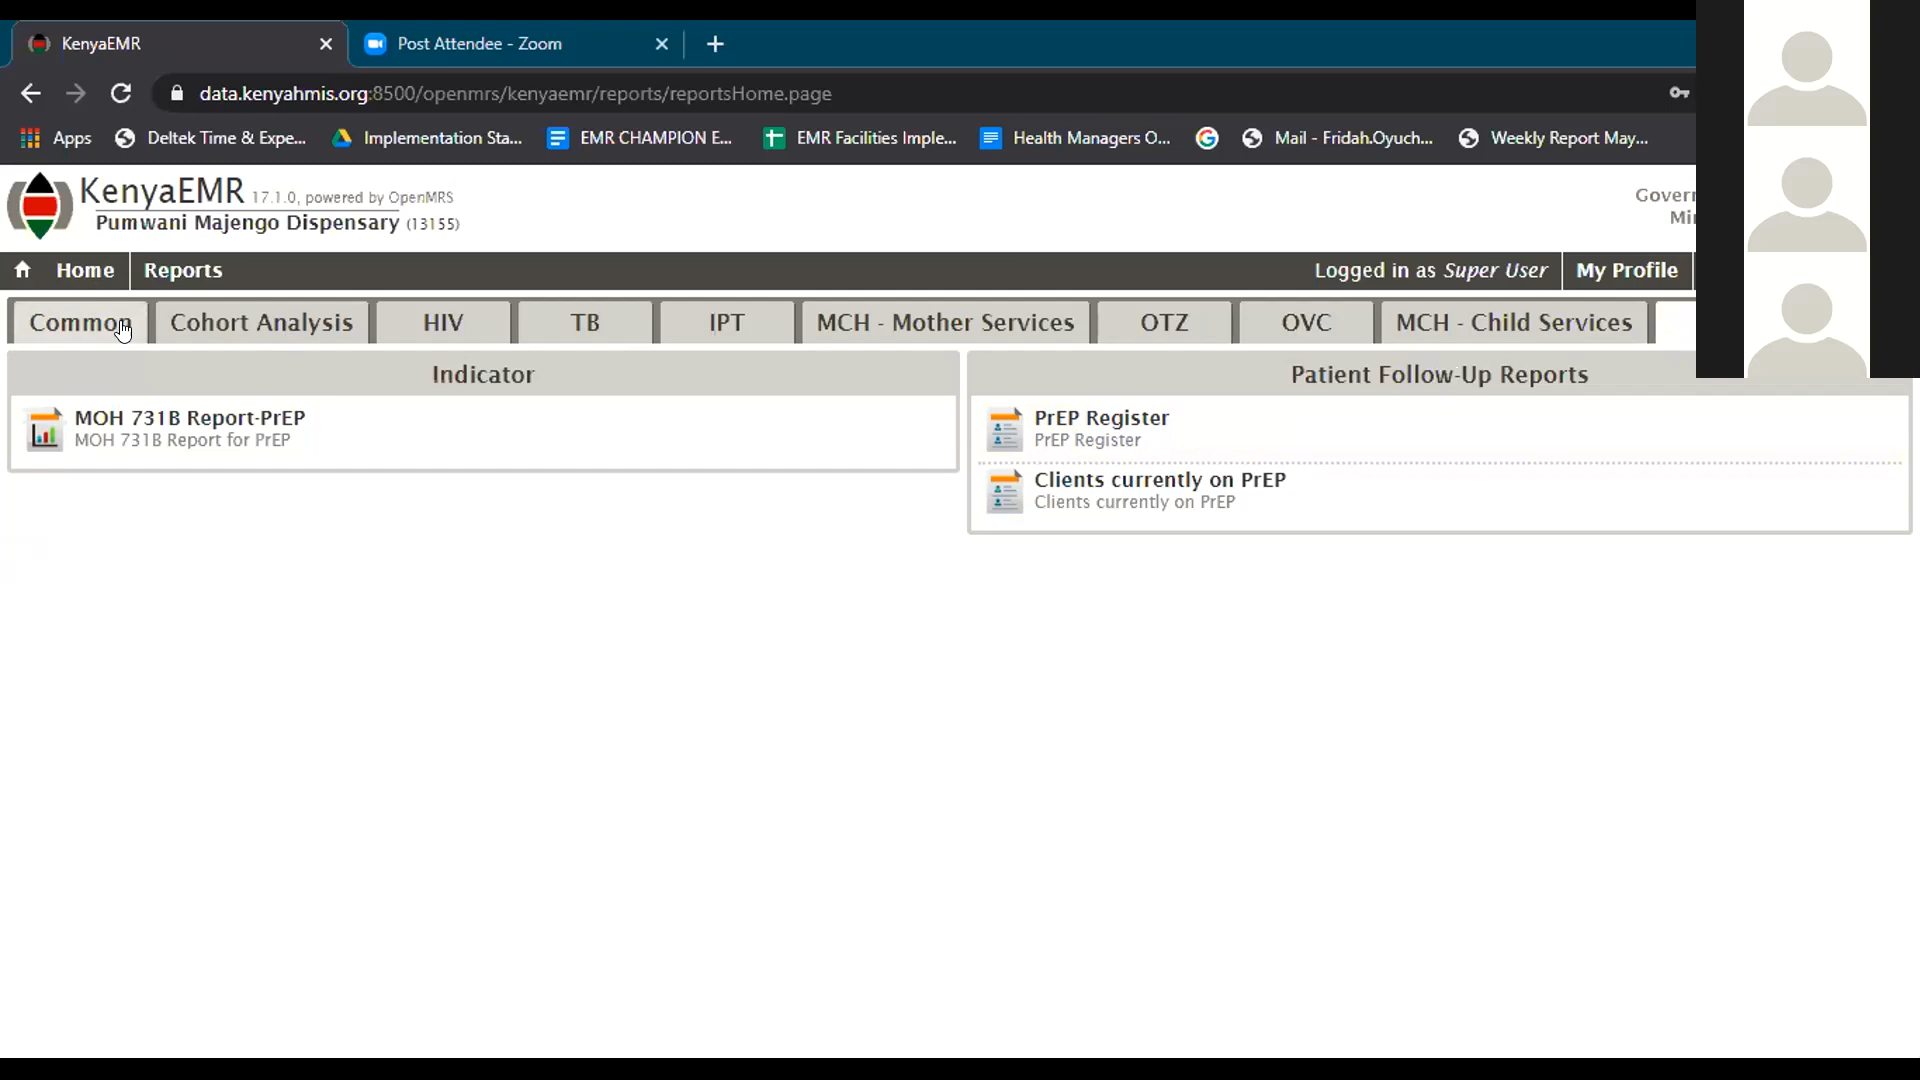 KenyaEMR
Post Attendee - Zoom
data.kenyahmis.org:8500/openmrs/kenyaemr/reports/reportsHome.page
Apps
Deltek Time & Expe...
Implementation Sta...
EMR CHAMPION E...
EMR Facilities Imple...
Health Managers O...
Mail - Fridah.Oyuch...
Weekly Report May...
KenyaEMR 17.1.0, powered by OpenMRS
Pumwani Majengo Dispensary (13155)
Govern
Min
Home
Reports
Logged in as Super User
My Profile
Common
Cohort Analysis
HIV
TB
IPT
MCH - Mother Services
OTZ
OVC
MCH - Child Services
Indicator
MOH 731B Report-PrEP
MOH 731B Report for PrEP
Patient Follow-Up Reports
PrEP Register
PrEP Register
Clients currently on PrEP
Clients currently on PrEP